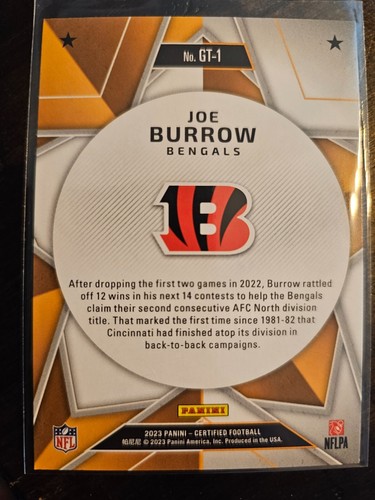 No. GT-1
JOE
BURROW
BENGALS
B
After dropping the first two games in 2022, Burrow rattled
off 12 wins in his next 14 contests to help the Bengals
claim their second consecutive AFC North division
title. That marked the first time since 1981-82 that
Cincinnati had finished atop its division in
back-to-back campaigns.
PANINI
2023 PANINI – CERTIFIED FOOTBALL
帕尼尼 © 2023 Panini America, Inc. Produced in the USA.
NFL
NFLPA